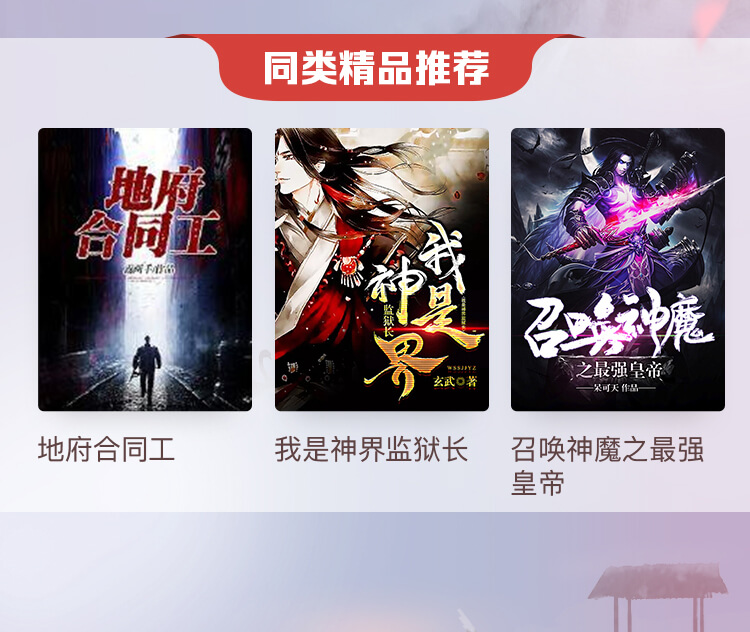 同类精品推荐
地府
合同工
我是
神界
监狱长
WSSJJYZ
玄武 著
召唤神魔
之最强皇帝
呆可天 作品
地府合同工
我是神界监狱长
召唤神魔之最强
皇帝